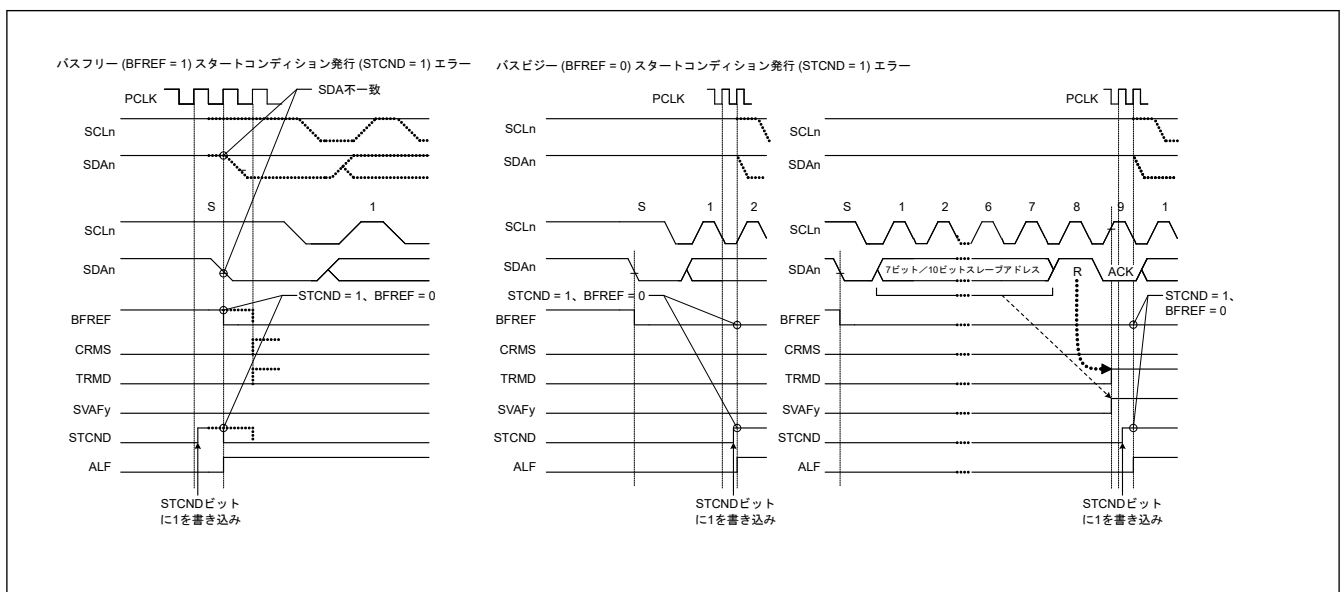 バスフリー (BFREF = 1) スタートコンディション発行 (STCND = 1) エラー
PCLK
SDA不一致
SCLn
SDAn
S
1
SCLn
SDAn
STCND = 1、BFREF = 0
BFREF
CRMS
TRMD
SVAFy
STCND
ALF
STCNDビット
に1を書き込み
バスビジー (BFREF = 0) スタートコンディション発行 (STCND = 1) エラー
PCLK
SCLn
SDAn
S
1
2
SCLn
SDAn
STCND = 1、BFREF = 0
BFREF
CRMS
TRMD
SVAFy
STCND
ALF
STCNDビット
に1を書き込み
PCLK
SCLn
SDAn
S
1
2
6
7
8
9
1
SCLn
SDAn
7ビット／10ビットスレーブアドレス
R
ACK
STCND = 1、
BFREF = 0
BFREF
CRMS
TRMD
SVAFy
STCND
ALF
STCNDビット
に1を書き込み